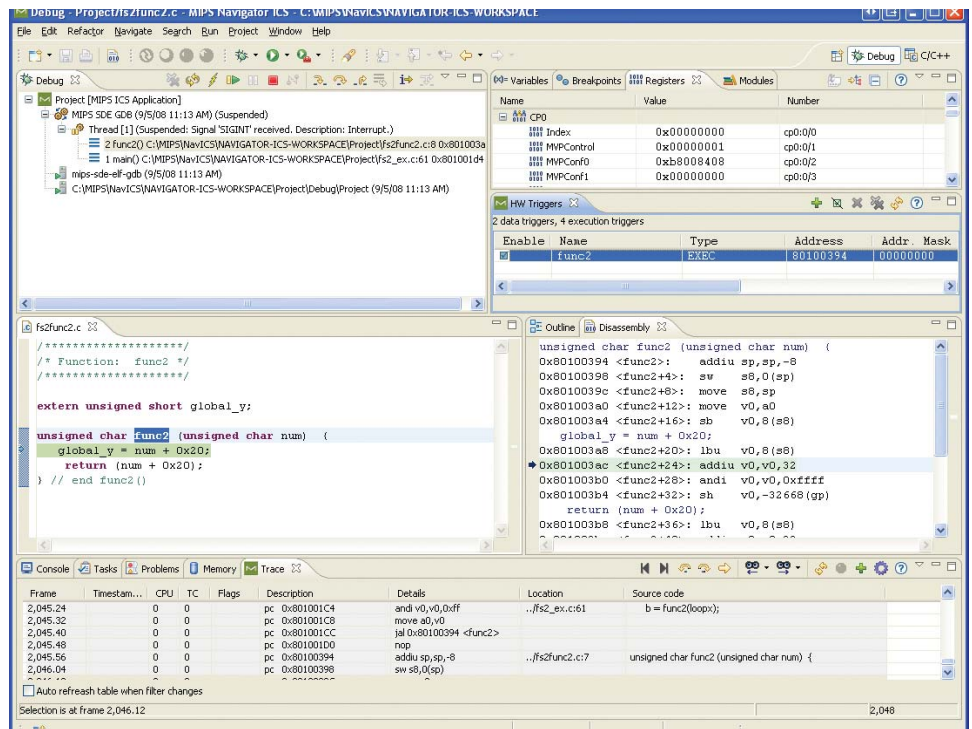 Debug - Project/fs2func2.c - MIPS Navigator ICS - C:\MIPS\NavICS\NAVIGATOR-ICS-WORKSPACE
File Edit Refactor Navigate Search Run Project Window Help
Debug C/C++
Debug
Project [MIPS ICS Application]
MIPS SDE GDB (9/5/08 11:13 AM) (Suspended)
Thread [1] (Suspended: Signal 'SIGINT' received. Description: Interrupt.)
2 func2() C:\MIPS\NavICS\NAVIGATOR-ICS-WORKSPACE\Project\fs2func2.c:8 0x801003a
1 main() C:\MIPS\NavICS\NAVIGATOR-ICS-WORKSPACE\Project\fs2_ex.c:61 0x801001d4
mips-sde-elf-gdb (9/5/08 11:13 AM)
C:\MIPS\NavICS\NAVIGATOR-ICS-WORKSPACE\Project\Debug\Project (9/5/08 11:13 AM)
Variables Breakpoints Registers Modules
Name Value Number
CP0
Index 0x00000000 cp0:0/0
MVPControl 0x00000001 cp0:0/1
MVPConf0 0xb8008408 cp0:0/2
MVPConf1 0x00000000 cp0:0/3
HW Triggers
2 data triggers, 4 execution triggers
Enable Name Type Address Addr. Mask
func2 EXEC 80100394 00000000
fs2func2.c
/*********************/
/* Function: func2 */
/*********************/
extern unsigned short global_y;
unsigned char func2 (unsigned char num) {
global_y = num + 0x20;
return (num + 0x20);
} // end func2()
Outline Disassembly
unsigned char func2 (unsigned char num) {
0x80100394 <func2>: addiu sp,sp,-8
0x80100398 <func2+4>: sw s8,0(sp)
0x8010039c <func2+8>: move s8,sp
0x801003a0 <func2+12>: move v0,a0
0x801003a4 <func2+16>: sb v0,8(s8)
global_y = num + 0x20;
0x801003a8 <func2+20>: lbu v0,8(s8)
0x801003ac <func2+24>: addiu v0,v0,32
0x801003b0 <func2+28>: andi v0,v0,0xffff
0x801003b4 <func2+32>: sh v0,-32668(gp)
return (num + 0x20);
0x801003b8 <func2+36>: lbu v0,8(s8)
Console Tasks Problems Memory Trace
Frame Timestam... CPU TC Flags Description Details Location Source code
2,045.24 0 0 pc 0x801001C4 andi v0,v0,0xff ../fs2_ex.c:61 b = func2(loopx);
2,045.32 0 0 pc 0x801001C8 move a0,v0
2,045.40 0 0 pc 0x801001CC jal 0x80100394 <func2>
2,045.48 0 0 pc 0x801001D0 nop
2,045.56 0 0 pc 0x80100394 addiu sp,sp,-8 ../fs2func2.c:7 unsigned char func2 (unsigned char num) {
2,046.04 0 0 pc 0x80100398 sw s8,0(sp)
Auto refreash table when filter changes
Selection is at frame 2,046.12 2,048